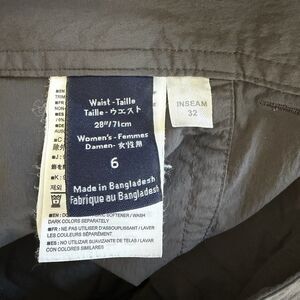 Waist - Taille
Taille - ウエスト
28"/71cm
Women's - Femmes
Damen - 女性用
6
Made in Bangladesh
Fabrique au Bangladesh
INSEAM
32
SOFTENER / WASH
DARK COLORS SEPARATELY
■FR: NE PAS UTILISER D'ASSOUPLISSANT / LAVER
LES COULEURS SÉPARÉMENT
■ES: NO UTILIZAR SUAVIZANTE DE TELAS / LAVAR
CON COLORES SIMILARES